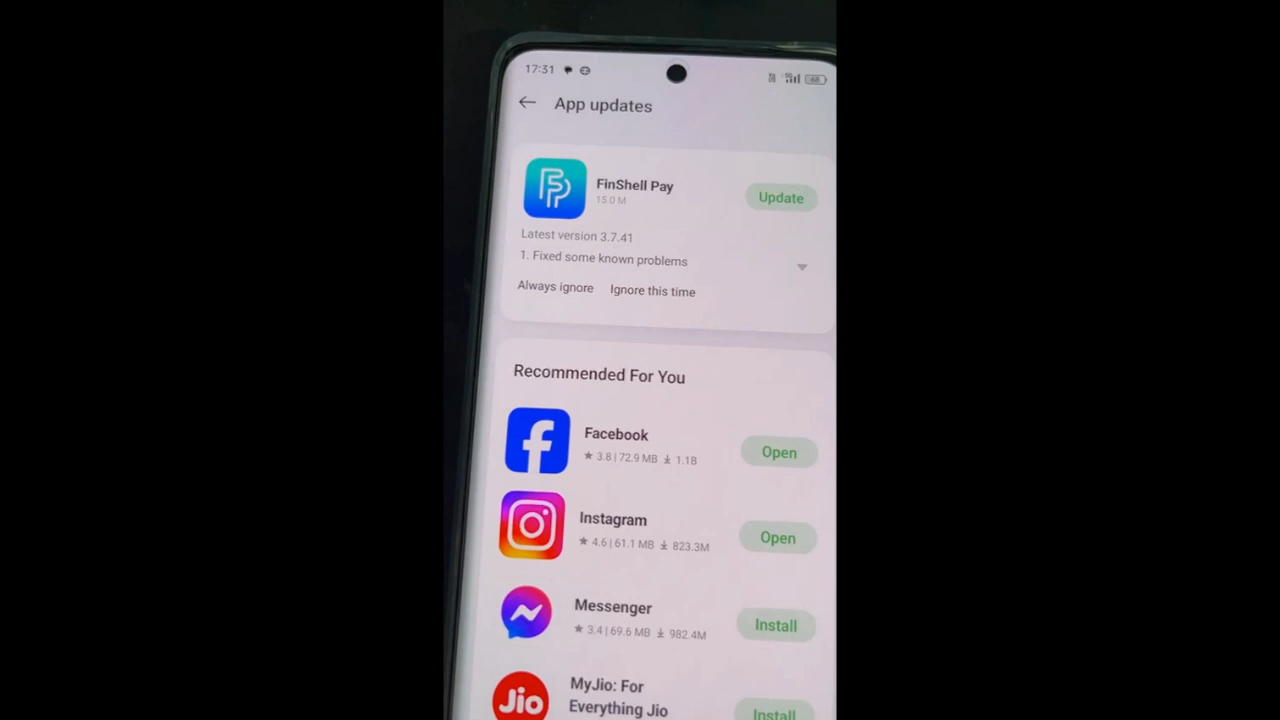 17:31
5G
68
App updates
FinShell Pay
15.0 M
Update
Latest version 3.7.41
1. Fixed some known problems
Always ignore Ignore this time
Recommended For You
Facebook
3.8 | 72.9 MB 1.1B
Open
Instagram
4.6 | 61.1 MB 823.3M
Open
Messenger
3.4 | 69.6 MB 982.4M
Install
Jio
MyJio: For
Everything Jio
Install